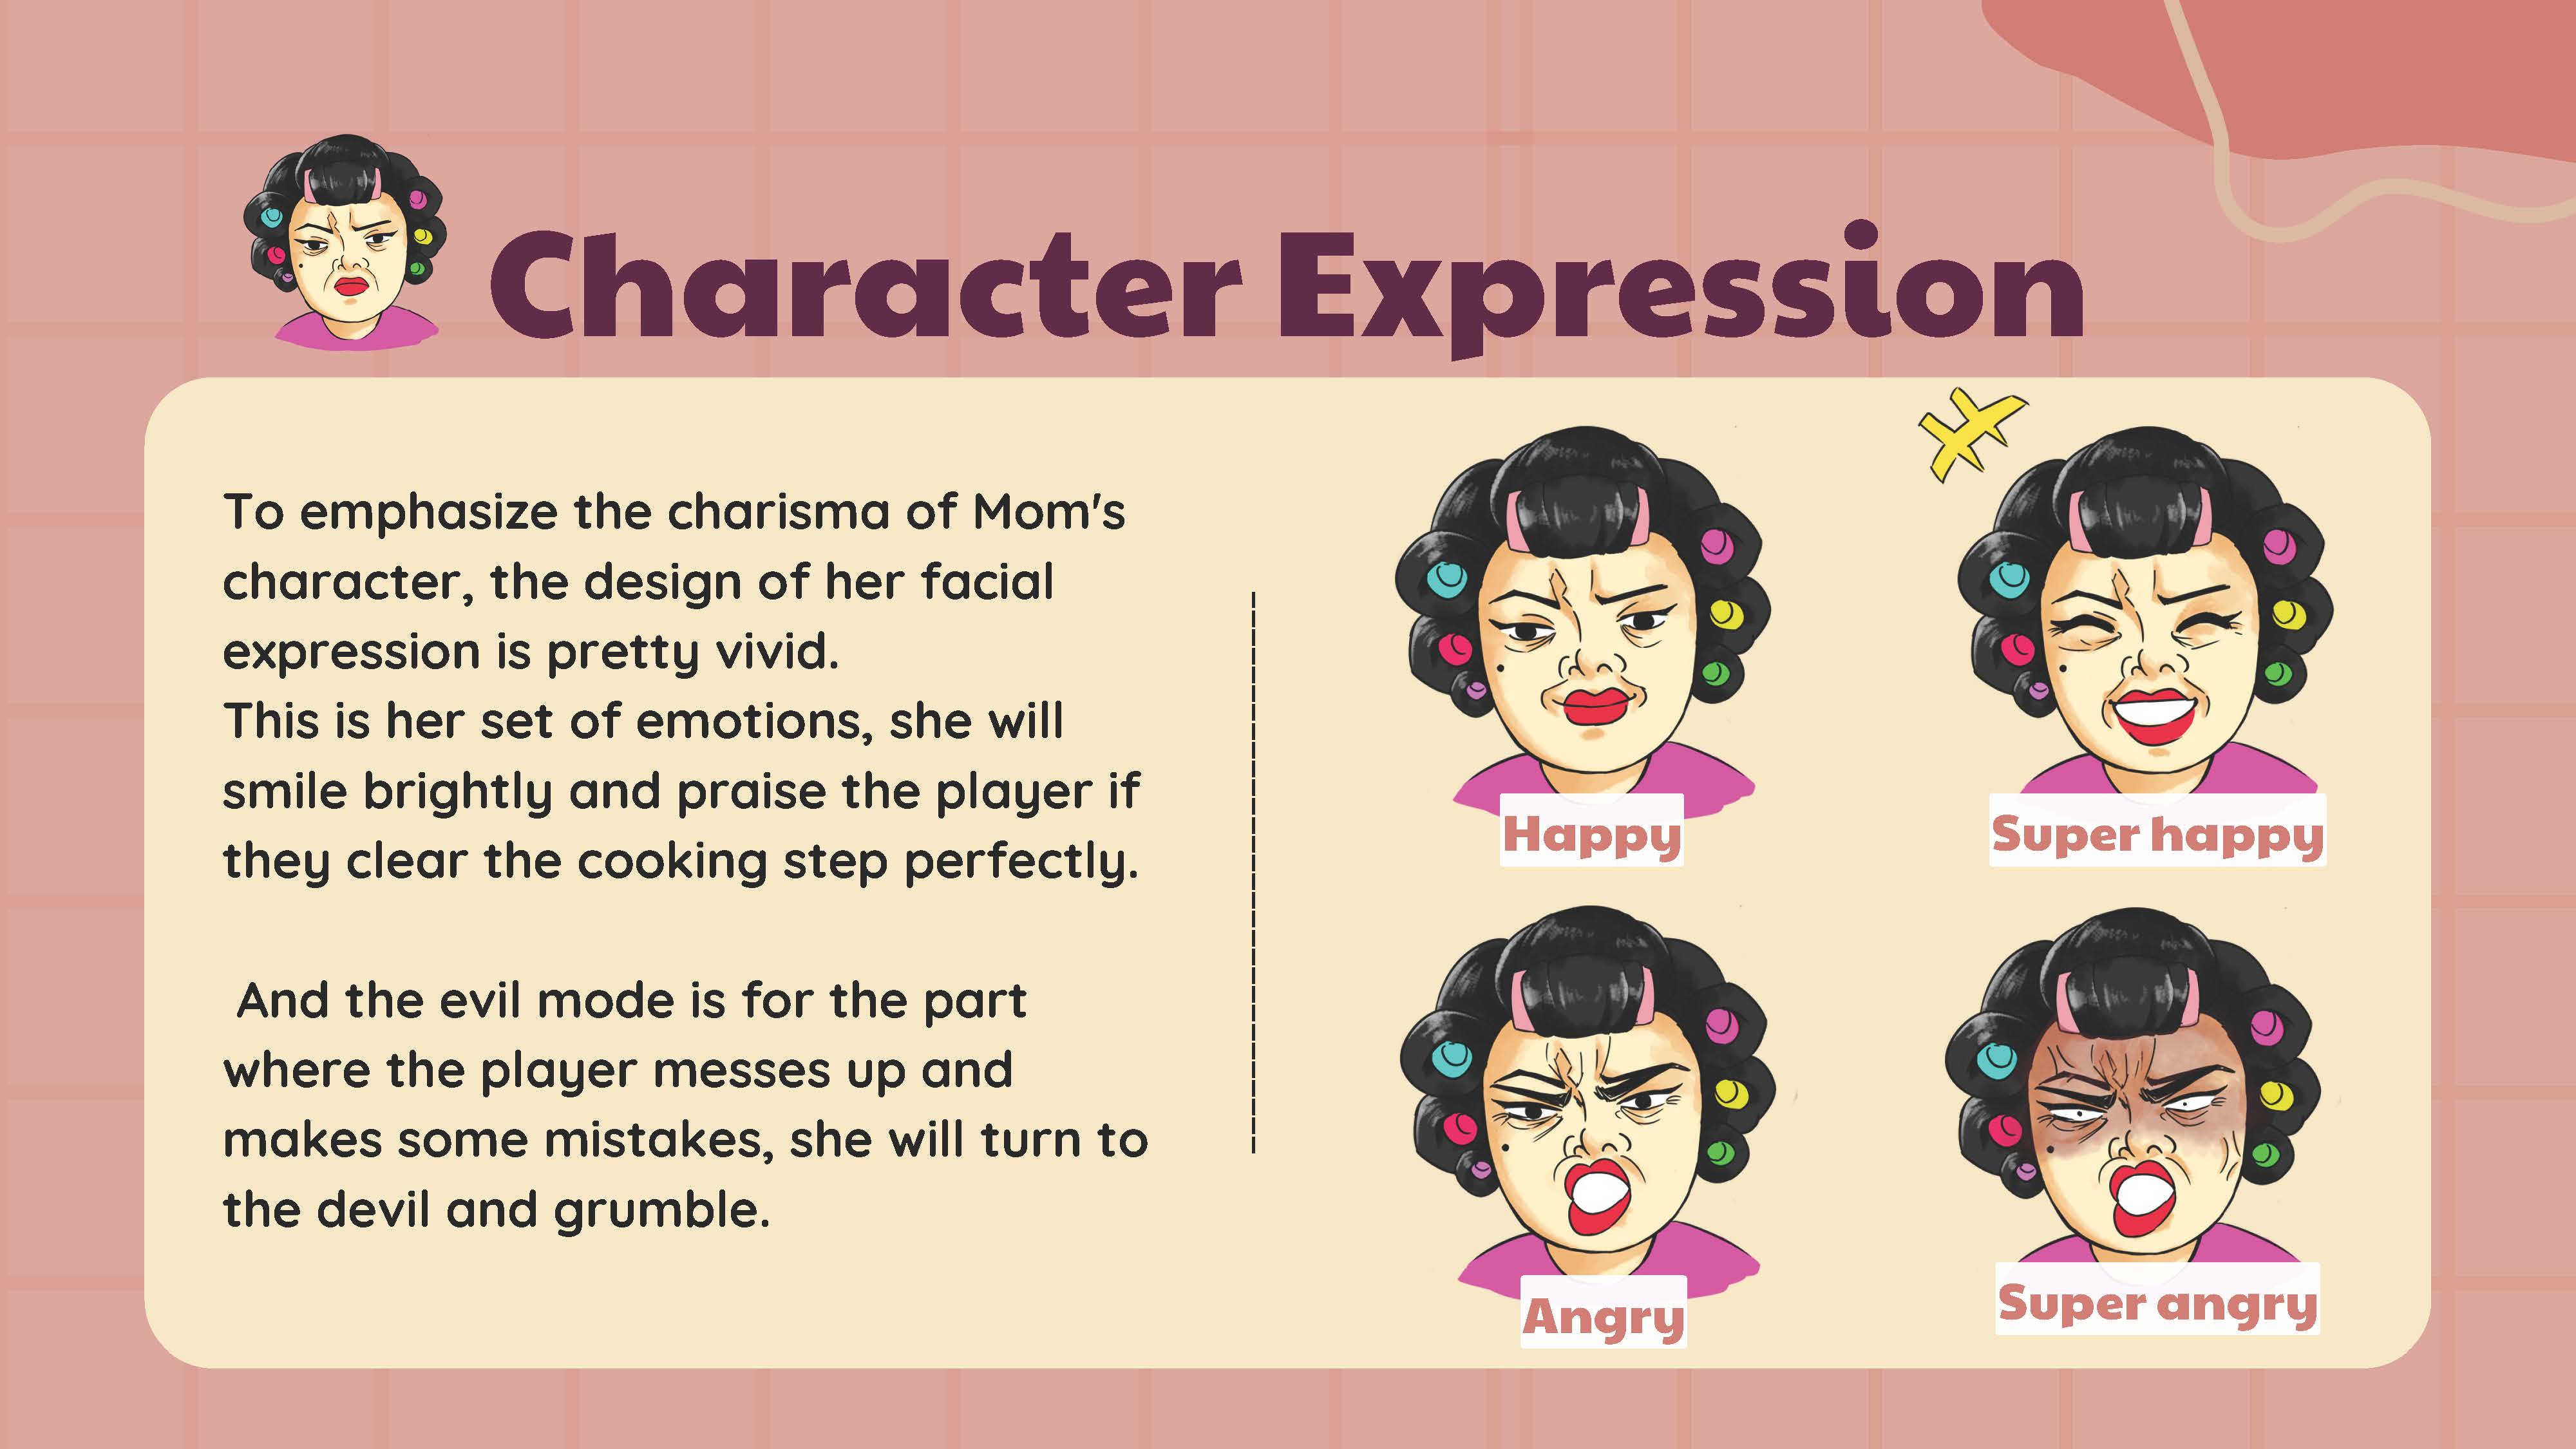 Character Expression
To emphasize the charisma of Mom's
character, the design of her facial
expression is pretty vivid.
This is her set of emotions, she will
smile brightly and praise the player if
they clear the cooking step perfectly.
And the evil mode is for the part
where the player messes up and
makes some mistakes, she will turn to
the devil and grumble.
Happy
Super happy
Angry
Super angry